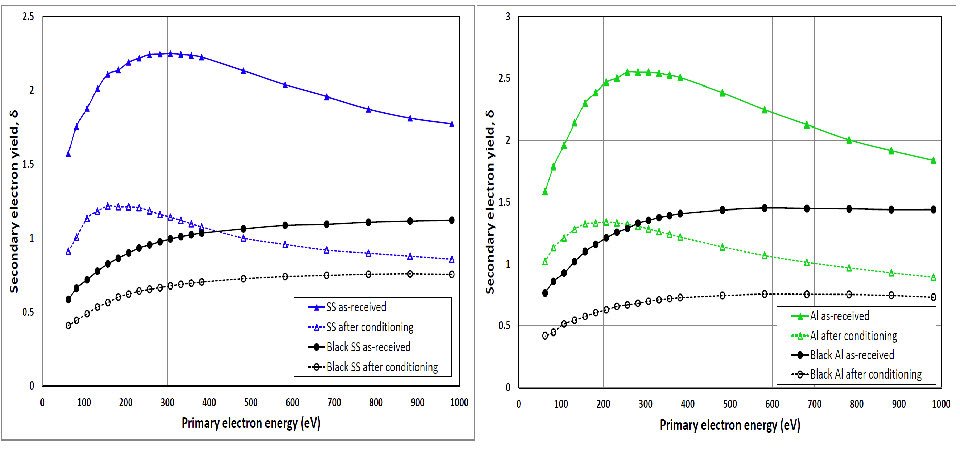 2.5
2
1.5
1
0.5
0
Secondary electron yield, δ
SS as-received
SS after conditioning
Black SS as-received
Black SS after conditioning
0 100 200 300 400 500 600 700 800 900 1000
Primary electron energy (eV)
3
2.5
2
1.5
1
0.5
0
Secondary electron yield, δ
Al as-received
Al after conditioning
Black Al as-received
Black Al after conditioning
0 100 200 300 400 500 600 700 800 900 1000
Primary electron energy (eV)